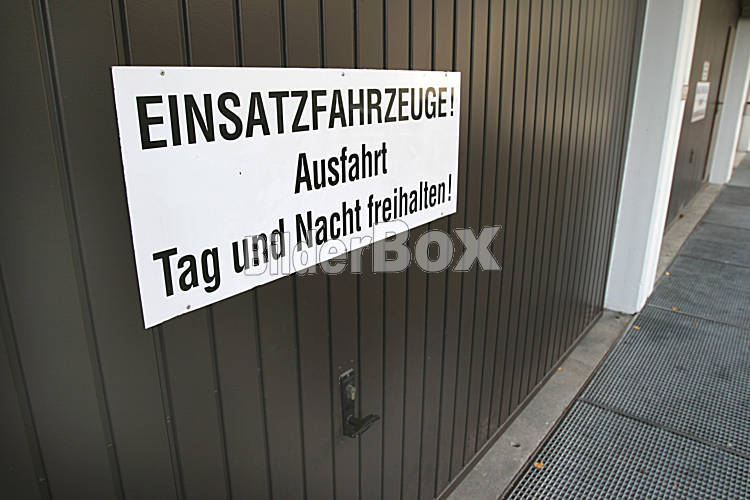 EINSATZFAHRZEUGE!
Ausfahrt
Tag und Nacht freihalten!
BilderBOX